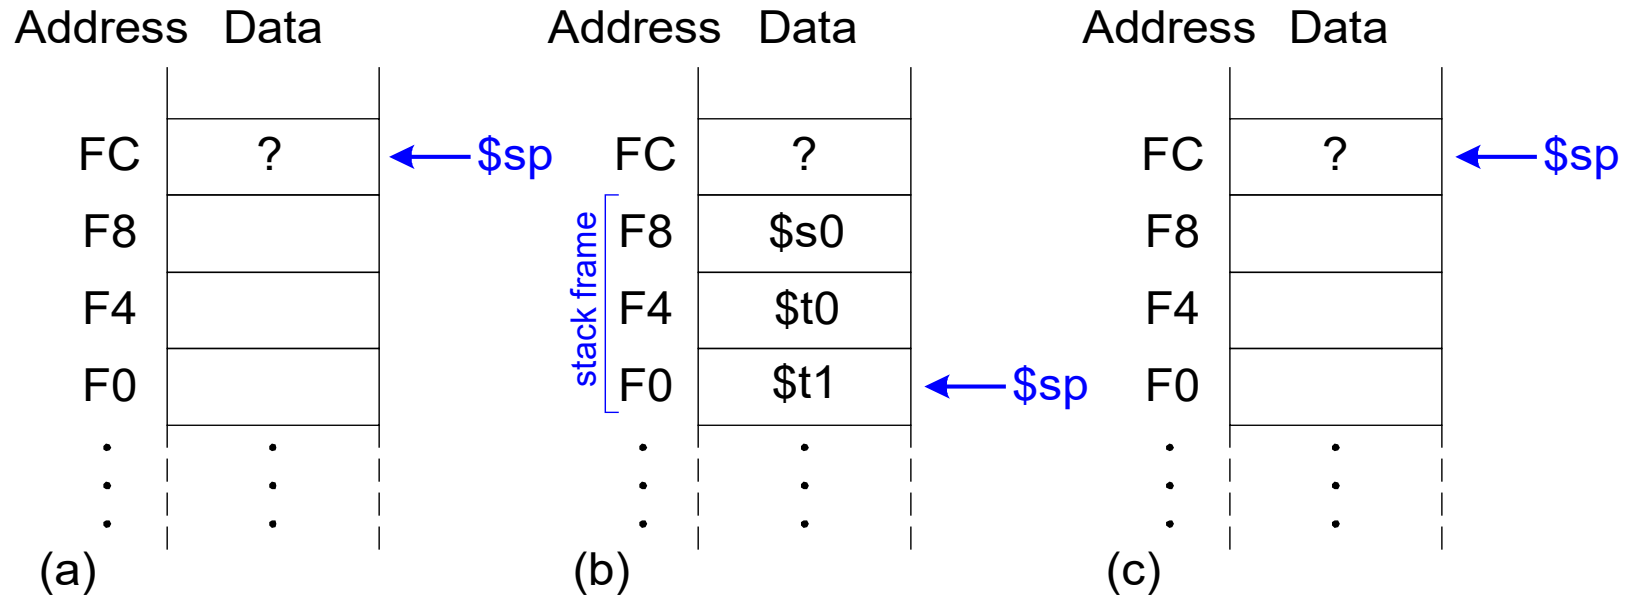 Address Data Address Data Address Data
FC ? $sp FC ? FC ? $sp
F8 F8 $s0 F8
stack frame
F4 F4 $t0 F4
F0 F0 $t1 $sp F0
(a) (b) (c)